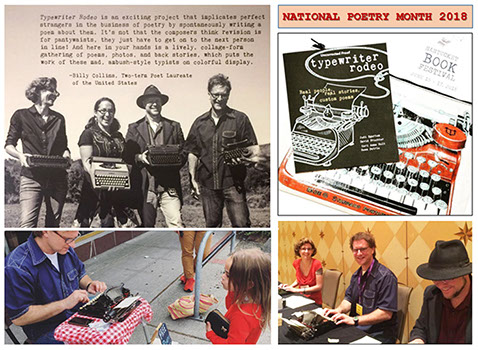 Typewriter Rodeo is an exciting project that implicates perfect
strangers in the business of poetry by spontaneously writing a
poem about them. It's not that the composers think revision is
for pantywaists, they just have to get on to the next person
in line! And here in your hands is a lively, collage-form
gathering of poems, photos, and back stories, which puts the
work of these mad, ambush-style typists on colorful display.
-Billy Collins, Two-term Poet Laureate
of the United States
NATIONAL POETRY MONTH 2018
typewriter
rodeo
Real people,
real stories,
custom poems
BOOK
FESTIVAL